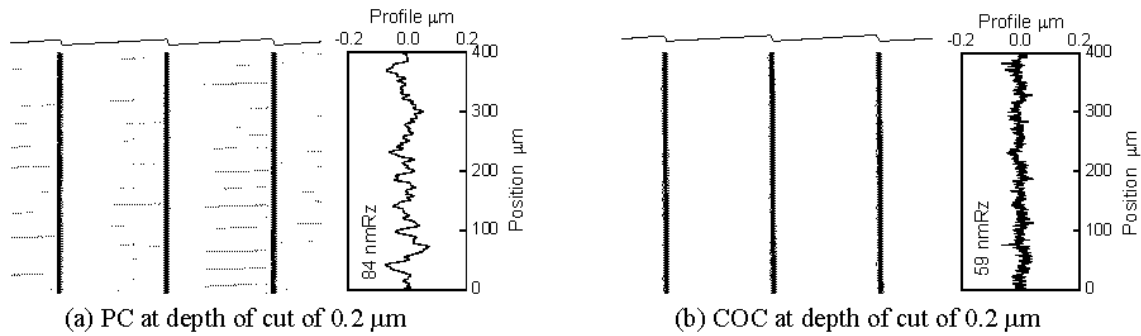 Profile μm
-0.2 0.0 0.2
400
300
200
100
0
Position μm
84 nmRz
(a) PC at depth of cut of 0.2 μm
Profile μm
-0.2 0.0 0.2
400
300
200
100
0
Position μm
59 nmRz
(b) COC at depth of cut of 0.2 μm